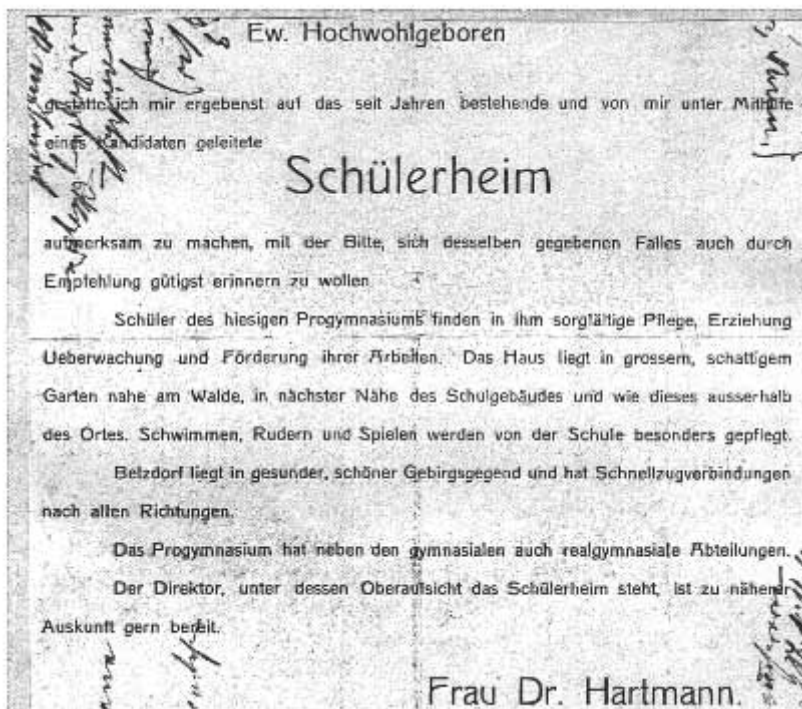 Ew. Hochwohlgeboren
gestatte ich mir ergebenst auf das seit Jahren bestehende und von mir unter Mithilfe
eines Kandidaten geleitete
Schülerheim
aufmerksam zu machen, mit der Bitte, sich desselben gegebenen Falles auch durch
Empfehlung gütigst erinnern zu wollen
Schüler des hiesigen Progymnasiums finden in ihm sorgfältige Pflege, Erziehung
Ueberwachung und Förderung ihrer Arbeiten. Das Haus liegt in grossem, schattigem
Garten nahe am Walde, in nächster Nähe des Schulgebäudes und wie dieses ausserhalb
des Ortes. Schwimmen, Rudern und Spielen werden von der Schule besonders gepflegt.
Betzdorf liegt in gesunder, schöner Gebirgsgegend und hat Schnellzugverbindungen
nach allen Richtungen.
Das Progymnasium hat neben den gymnasialen auch realgymnasiale Abteilungen.
Der Direktor, unter dessen Oberaufsicht das Schülerheim steht, ist zu näherer
Auskunft gern bereit.
Frau Dr. Hartmann.